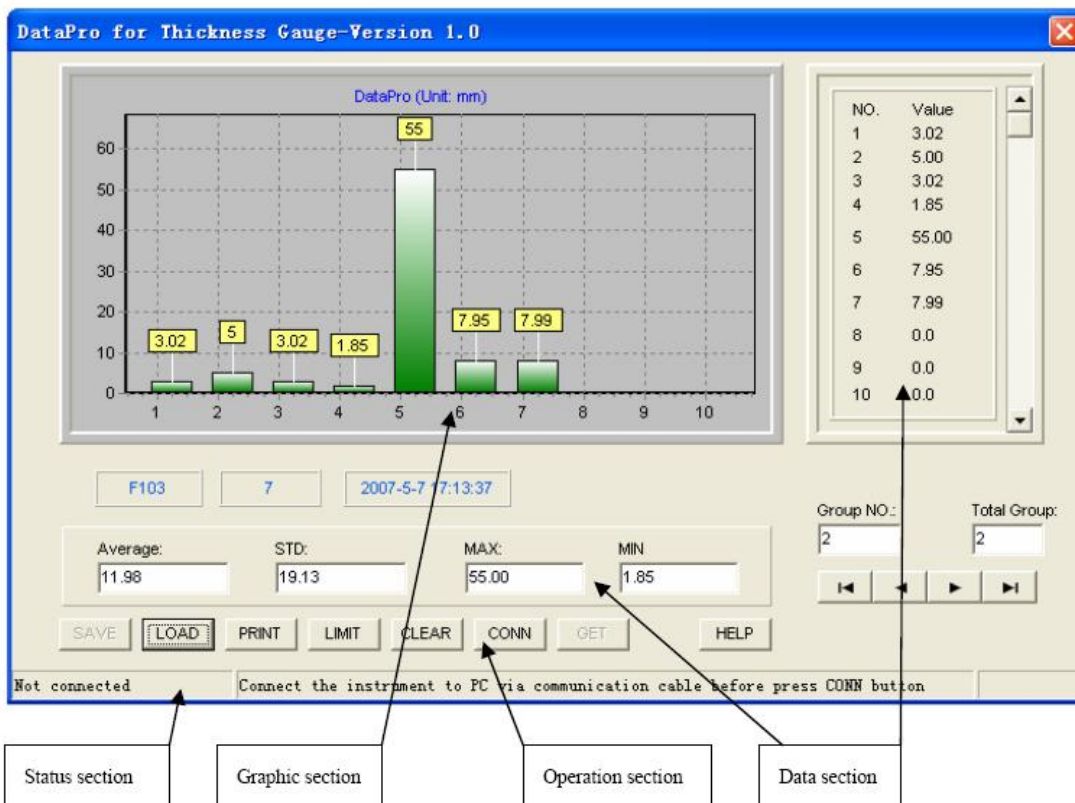 DataPro for Thickness Gauge-Version 1.0
DataPro (Unit: mm)
60
50
40
30
20
10
0
3.02
5
3.02
1.85
55
7.95
7.99
1 2 3 4 5 6 7 8 9 10
NO. Value
1 3.02
2 5.00
3 3.02
4 1.85
5 55.00
6 7.95
7 7.99
8 0.0
9 0.0
10 0.0
F103 7 2007-5-7 17:13:37
Group NO.: Total Group:
2 2
Average: STD: MAX: MIN
11.98 19.13 55.00 1.85
SAVE LOAD PRINT LIMIT CLEAR CONN GET HELP
Not connected Connect the instrument to PC via communication cable before press CONN button
Status section Graphic section Operation section Data section